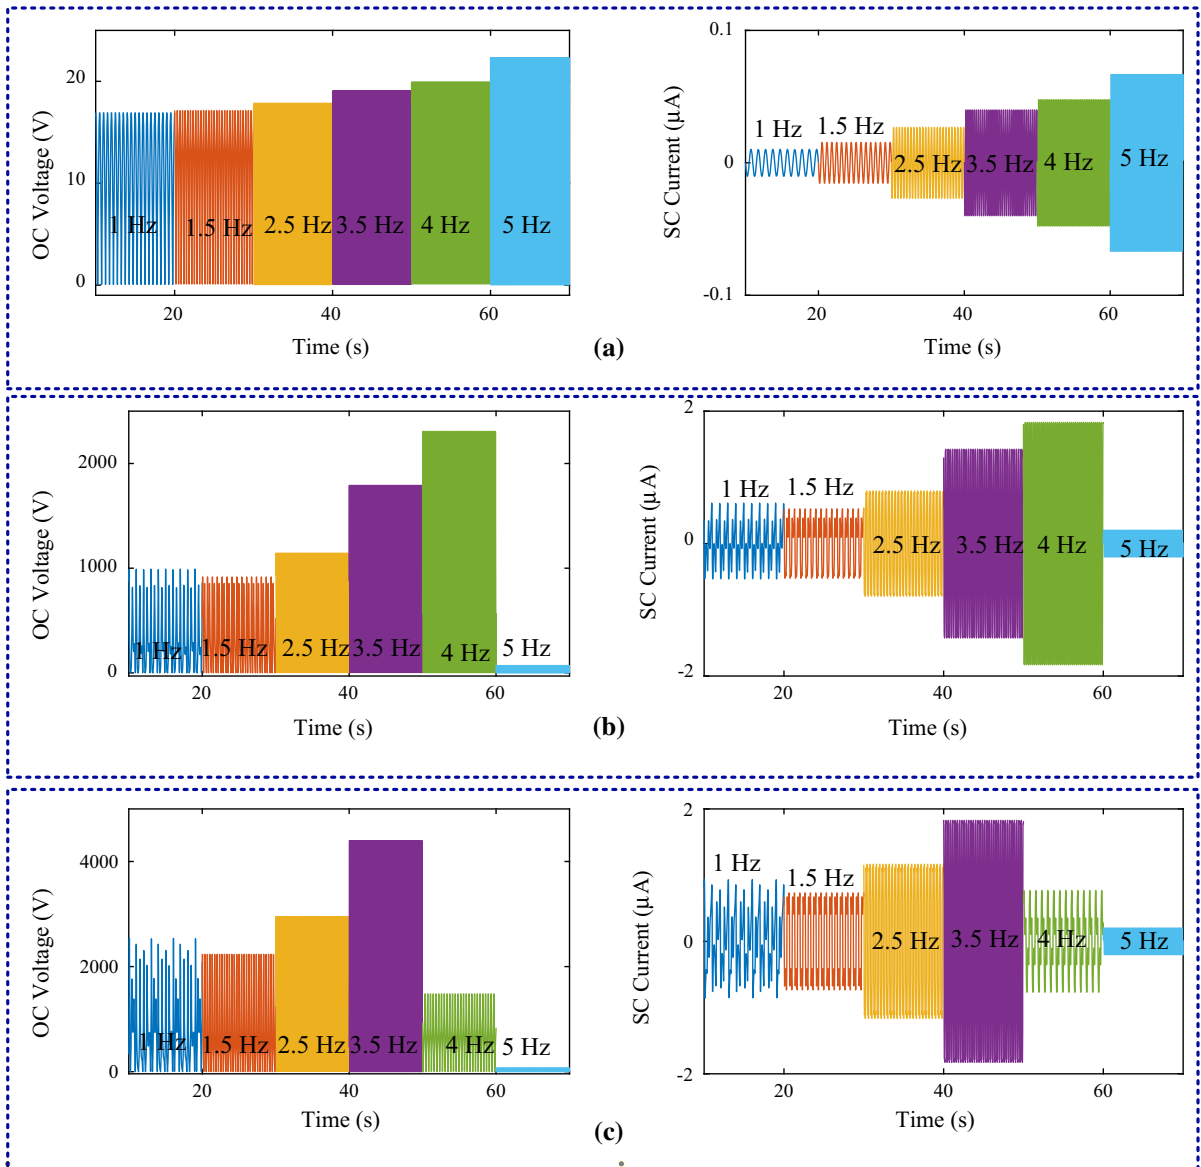 OC Voltage (V)
20
10
0
1 Hz
1.5 Hz
2.5 Hz
3.5 Hz
4 Hz
5 Hz
20
40
60
Time (s)
SC Current (μA)
0.1
0
-0.1
1 Hz
1.5 Hz
2.5 Hz
3.5 Hz
4 Hz
5 Hz
20
40
60
Time (s)
(a)
OC Voltage (V)
2000
1000
0
1 Hz
1.5 Hz
2.5 Hz
3.5 Hz
4 Hz
5 Hz
20
40
60
Time (s)
SC Current (μA)
2
0
-2
1 Hz
1.5 Hz
2.5 Hz
3.5 Hz
4 Hz
5 Hz
20
40
60
Time (s)
(b)
OC Voltage (V)
4000
2000
0
1 Hz
1.5 Hz
2.5 Hz
3.5 Hz
4 Hz
5 Hz
20
40
60
Time (s)
SC Current (μA)
2
0
-2
1 Hz
1.5 Hz
2.5 Hz
3.5 Hz
4 Hz
5 Hz
20
40
60
Time (s)
(c)